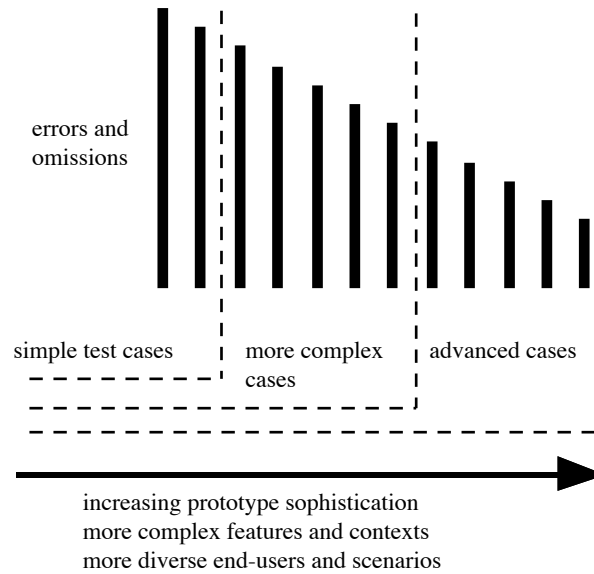 errors and
omissions
simple test cases
more complex
cases
advanced cases
increasing prototype sophistication
more complex features and contexts
more diverse end-users and scenarios